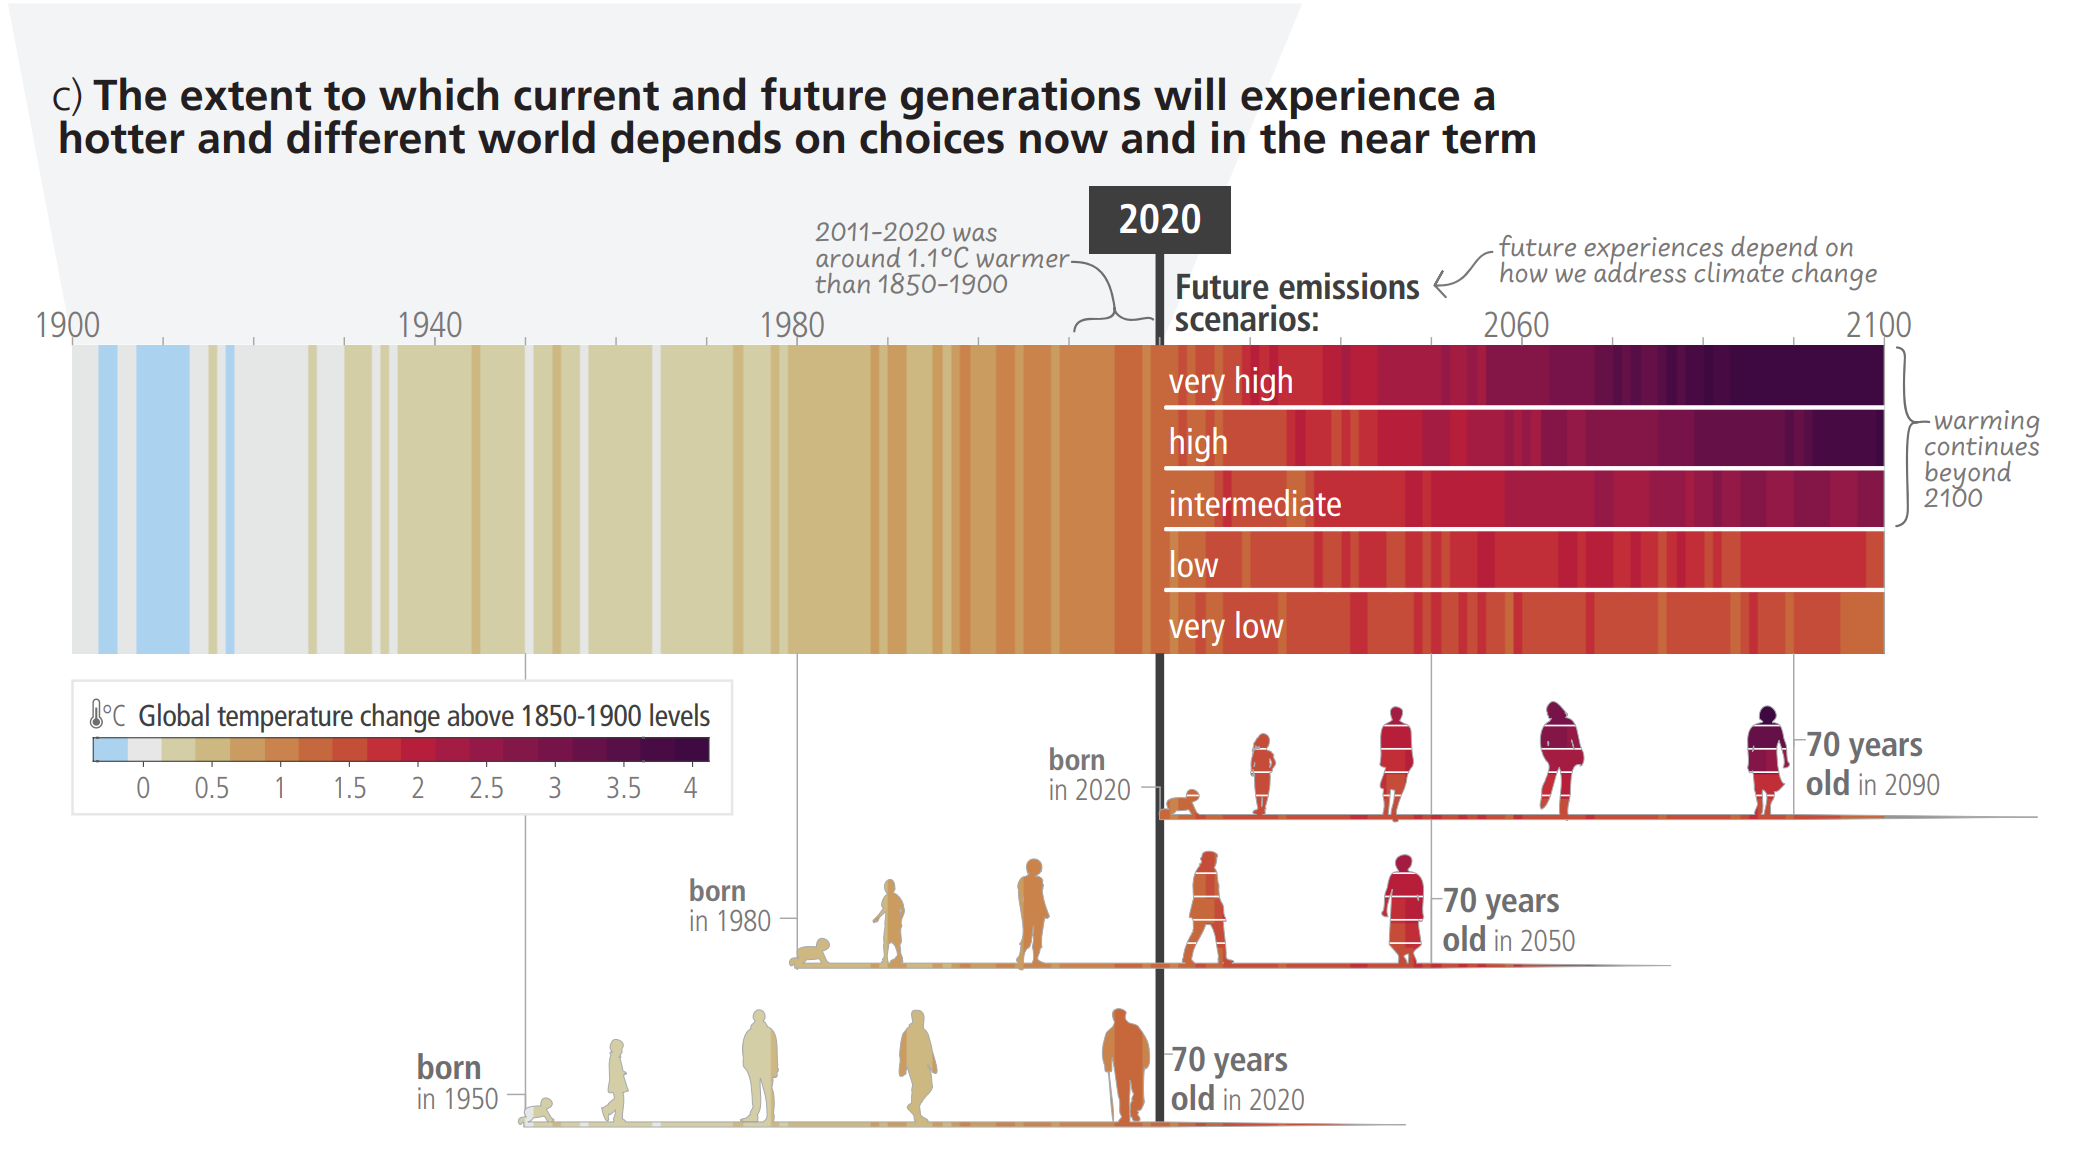 c) The extent to which current and future generations will experience a
hotter and different world depends on choices now and in the near term
2020
2011–2020 was
around 1.1°C warmer
than 1850–1900
future experiences depend on
how we address climate change
Future emissions
scenarios:
1900 1940 1980 2060 2100
very high
high
intermediate
low
very low
warming
continues
beyond
2100
°C Global temperature change above 1850-1900 levels
0 0.5 1 1.5 2 2.5 3 3.5 4
born
in 2020
70 years
old in 2090
born
in 1980
70 years
old in 2050
born
in 1950
70 years
old in 2020